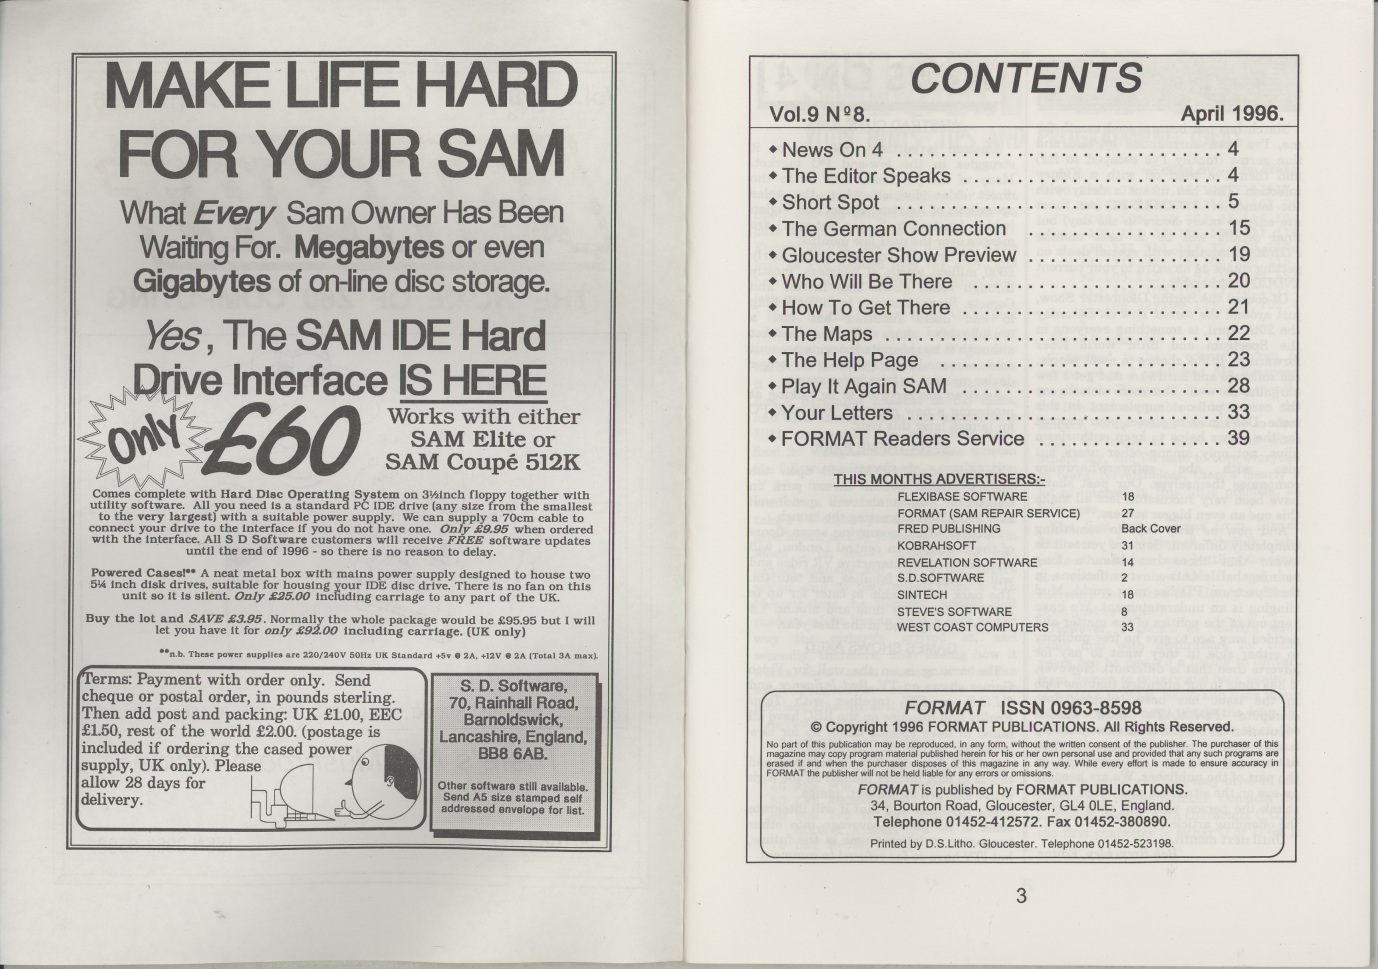 MAKE LIFE HARD
FOR YOUR SAM
What Every Sam Owner Has Been
Waiting For. Megabytes or even
Gigabytes of on-line disc storage.
Yes, The SAM IDE Hard
Drive Interface IS HERE
Only £60
Works with either
SAM Elite or
SAM Coupé 512K
Comes complete with Hard Disc Operating System on 3½inch floppy together with
utility software. All you need is a standard PC IDE drive (any size from the smallest
to the very largest) with a suitable power supply. We can supply a 70cm cable to
connect your drive to the interface if you do not have one. Only £9.95 when ordered
with the interface. All S D Software customers will receive FREE software updates
until the end of 1996 - so there is no reason to delay.
Powered Cases!** A neat metal box with mains power supply designed to house two
5¼ inch disk drives, suitable for housing your IDE disc drive. There is no fan on this
unit so it is silent. Only £25.00 including carriage to any part of the UK.
Buy the lot and SAVE £3.95. Normally the whole package would be £95.95 but I will
let you have it for only £92.00 including carriage. (UK only)
**n.b. These power supplies are 220/240V 50Hz UK Standard +5v @ 2A, +12V @ 2A (Total 3A max).
Terms: Payment with order only. Send
cheque or postal order, in pounds sterling.
Then add post and packing: UK £1.00, EEC
£1.50, rest of the world £2.00. (postage is
included if ordering the cased power
supply, UK only). Please
allow 28 days for
delivery.
S. D. Software,
70, Rainhall Road,
Barnoldswick,
Lancashire, England,
BB8 6AB.
Other software still available.
Send A5 size stamped self
addressed envelope for list.
CONTENTS
Vol.9 Nº8. April 1996.
◆ News On 4 . . . . . . . . . . . . . . . . . . . . . . . . . . . . 4
◆ The Editor Speaks . . . . . . . . . . . . . . . . . . . . . . . 4
◆ Short Spot . . . . . . . . . . . . . . . . . . . . . . . . . . . . 5
◆ The German Connection . . . . . . . . . . . . . . . . . 15
◆ Gloucester Show Preview . . . . . . . . . . . . . . . . . 19
◆ Who Will Be There . . . . . . . . . . . . . . . . . . . . . . . 20
◆ How To Get There . . . . . . . . . . . . . . . . . . . . . . . 21
◆ The Maps . . . . . . . . . . . . . . . . . . . . . . . . . . . . . 22
◆ The Help Page . . . . . . . . . . . . . . . . . . . . . . . . . 23
◆ Play It Again SAM . . . . . . . . . . . . . . . . . . . . . . . 28
◆ Your Letters . . . . . . . . . . . . . . . . . . . . . . . . . . . 33
◆ FORMAT Readers Service . . . . . . . . . . . . . . . . 39
THIS MONTHS ADVERTISERS:-
FLEXIBASE SOFTWARE 18
FORMAT (SAM REPAIR SERVICE) 27
FRED PUBLISHING Back Cover
KOBRAHSOFT 31
REVELATION SOFTWARE 14
S.D.SOFTWARE 2
SINTECH 18
STEVE'S SOFTWARE 8
WEST COAST COMPUTERS 33
FORMAT ISSN 0963-8598
© Copyright 1996 FORMAT PUBLICATIONS. All Rights Reserved.
No part of this publication may be reproduced, in any form, without the written consent of the publisher. The purchaser of this
magazine may copy program material published herein for his or her own personal use and provided that any such programs are
erased if and when the purchaser disposes of this magazine in any way. While every effort is made to ensure accuracy in
FORMAT the publisher will not be held liable for any errors or omissions.
FORMAT is published by FORMAT PUBLICATIONS.
34, Bourton Road, Gloucester, GL4 0LE, England.
Telephone 01452-412572. Fax 01452-380890.
Printed by D.S.Litho. Gloucester. Telephone 01452-523198.
3